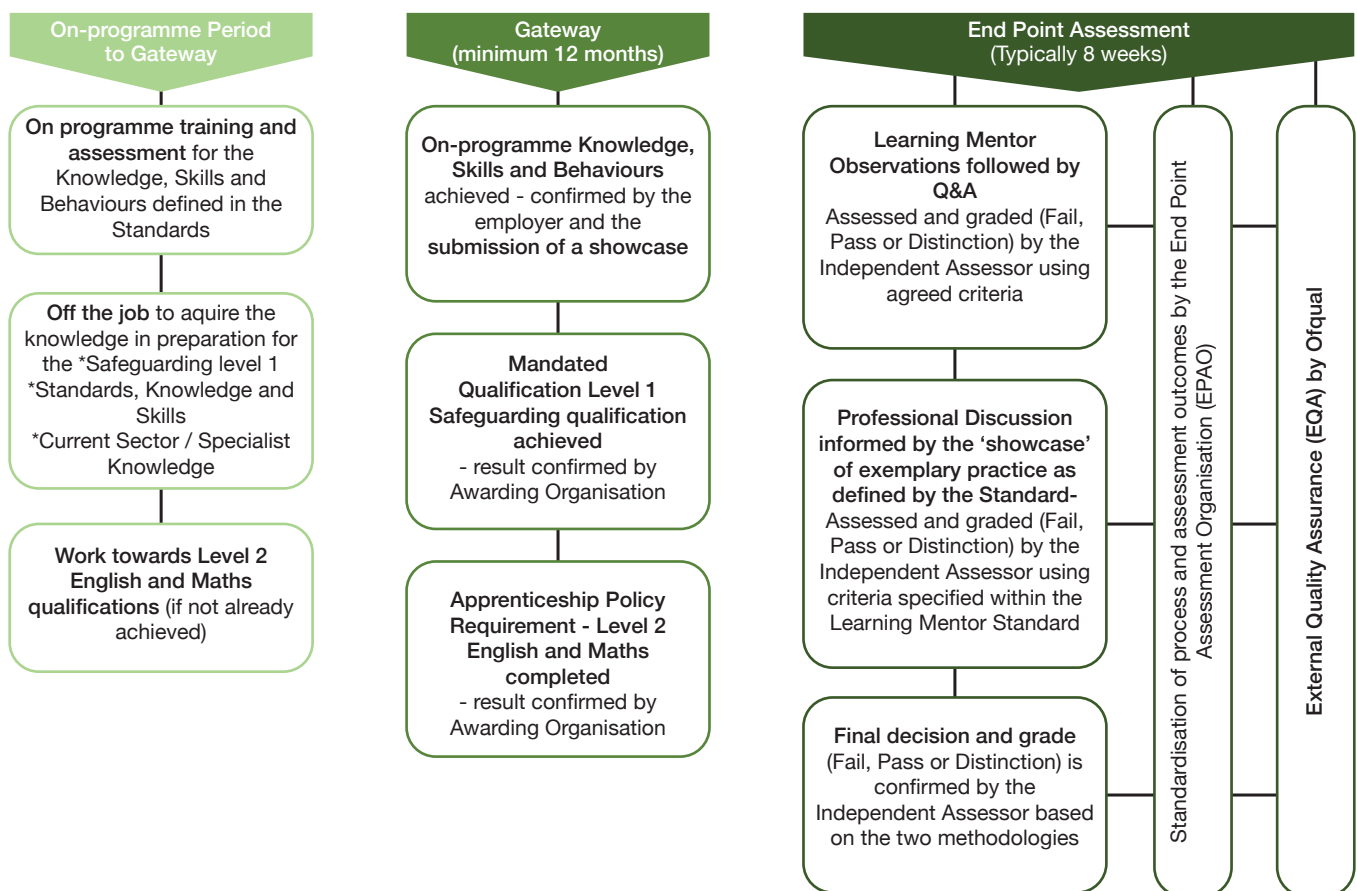 On-programme Period
to Gateway
On programme training and
assessment for the
Knowledge, Skills and
Behaviours defined in the
Standards
Off the job to aquire the
knowledge in preparation for
the *Safeguarding level 1
*Standards, Knowledge and
Skills
*Current Sector / Specialist
Knowledge
Work towards Level 2
English and Maths
qualifications (if not already
achieved)
Gateway
(minimum 12 months)
On-programme Knowledge,
Skills and Behaviours
achieved - confirmed by the
employer and the
submission of a showcase
Mandated
Qualification Level 1
Safeguarding qualification
achieved
- result confirmed by
Awarding Organisation
Apprenticeship Policy
Requirement - Level 2
English and Maths
completed
- result confirmed by
Awarding Organisation
End Point Assessment
(Typically 8 weeks)
Learning Mentor
Observations followed by
Q&A
Assessed and graded (Fail,
Pass or Distinction) by the
Independent Assessor using
agreed criteria
Professional Discussion
informed by the ‘showcase’
of exemplary practice as
defined by the Standard-
Assessed and graded (Fail,
Pass or Distinction) by the
Independent Assessor using
criteria specified within the
Learning Mentor Standard
Final decision and grade
(Fail, Pass or Distinction) is
confirmed by the
Independent Assessor based
on the two methodologies
Standardisation of process and assessment outcomes by the End Point
Assessment Organisation (EPAO)
External Quality Assurance (EQA) by Ofqual